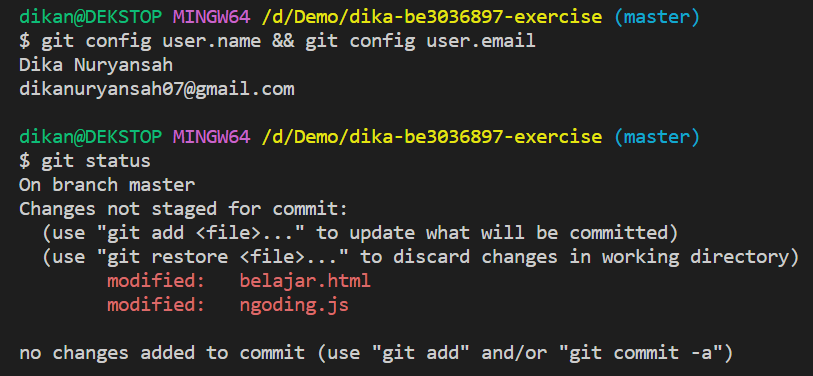 dikan@DEKSTOP MINGW64 /d/Demo/dika-be3036897-exercise (master)
$ git config user.name && git config user.email
Dika Nuryansah
dikanuryansah07@gmail.com
dikan@DEKSTOP MINGW64 /d/Demo/dika-be3036897-exercise (master)
$ git status
On branch master
Changes not staged for commit:
  (use "git add <file>..." to update what will be committed)
  (use "git restore <file>..." to discard changes in working directory)
        modified:   belajar.html
        modified:   ngoding.js
no changes added to commit (use "git add" and/or "git commit -a")